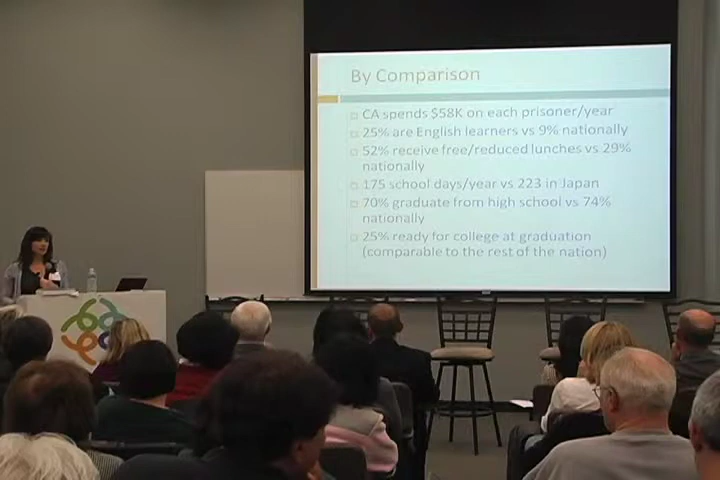 By Comparison
CA spends $58K on each prisoner/year
25% are English learners vs 9% nationally
52% receive free/reduced lunches vs 29%
nationally
175 school days/year vs 223 in Japan
70% graduate from high school vs 74%
nationally
25% ready for college at graduation
(comparable to the rest of the nation)